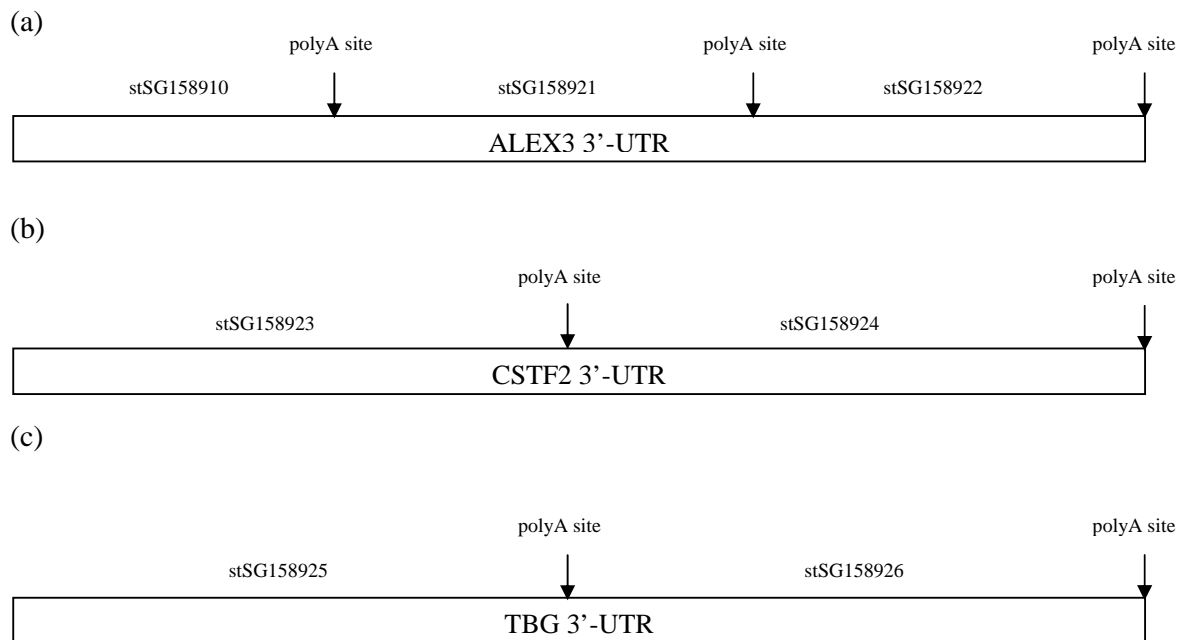 (a)
polyA site polyA site polyA site
stSG158910 stSG158921 stSG158922
ALEX3 3’-UTR
(b)
polyA site polyA site
stSG158923 stSG158924
CSTF2 3’-UTR
(c)
polyA site polyA site
stSG158925 stSG158926
TBG 3’-UTR